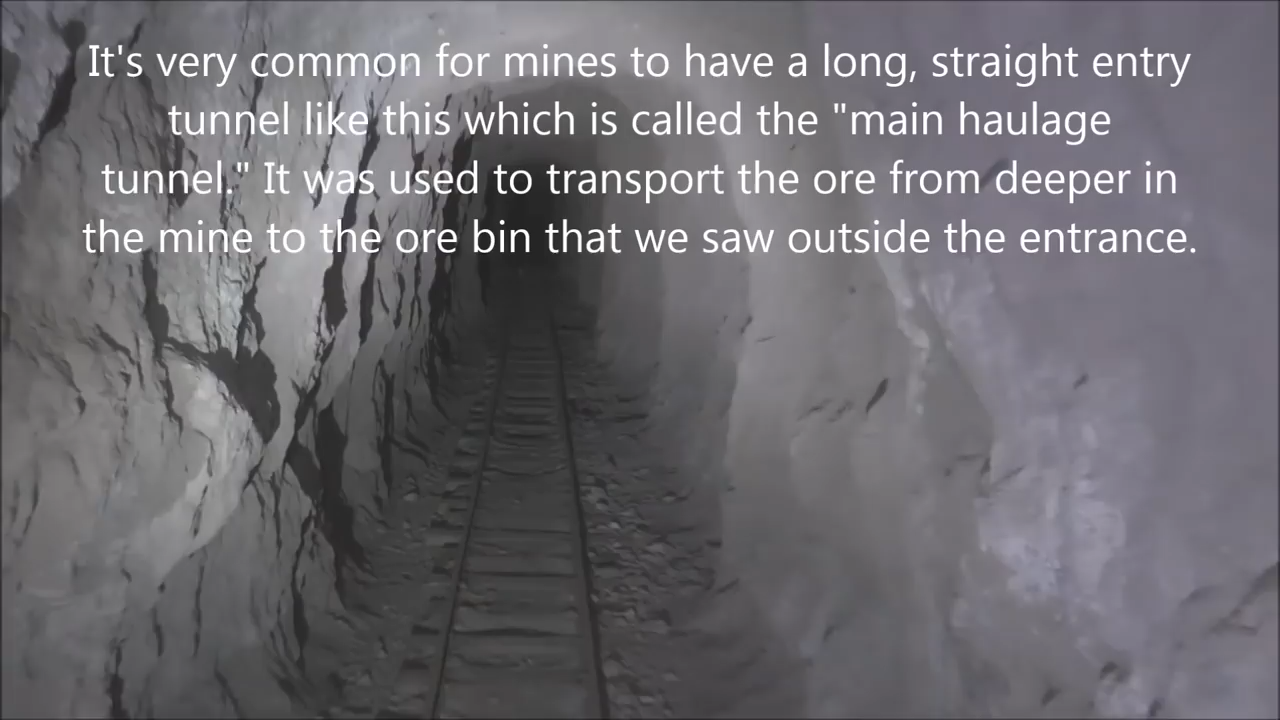 It's very common for mines to have a long, straight entry
tunnel like this which is called the "main haulage
tunnel." It was used to transport the ore from deeper in
the mine to the ore bin that we saw outside the entrance.